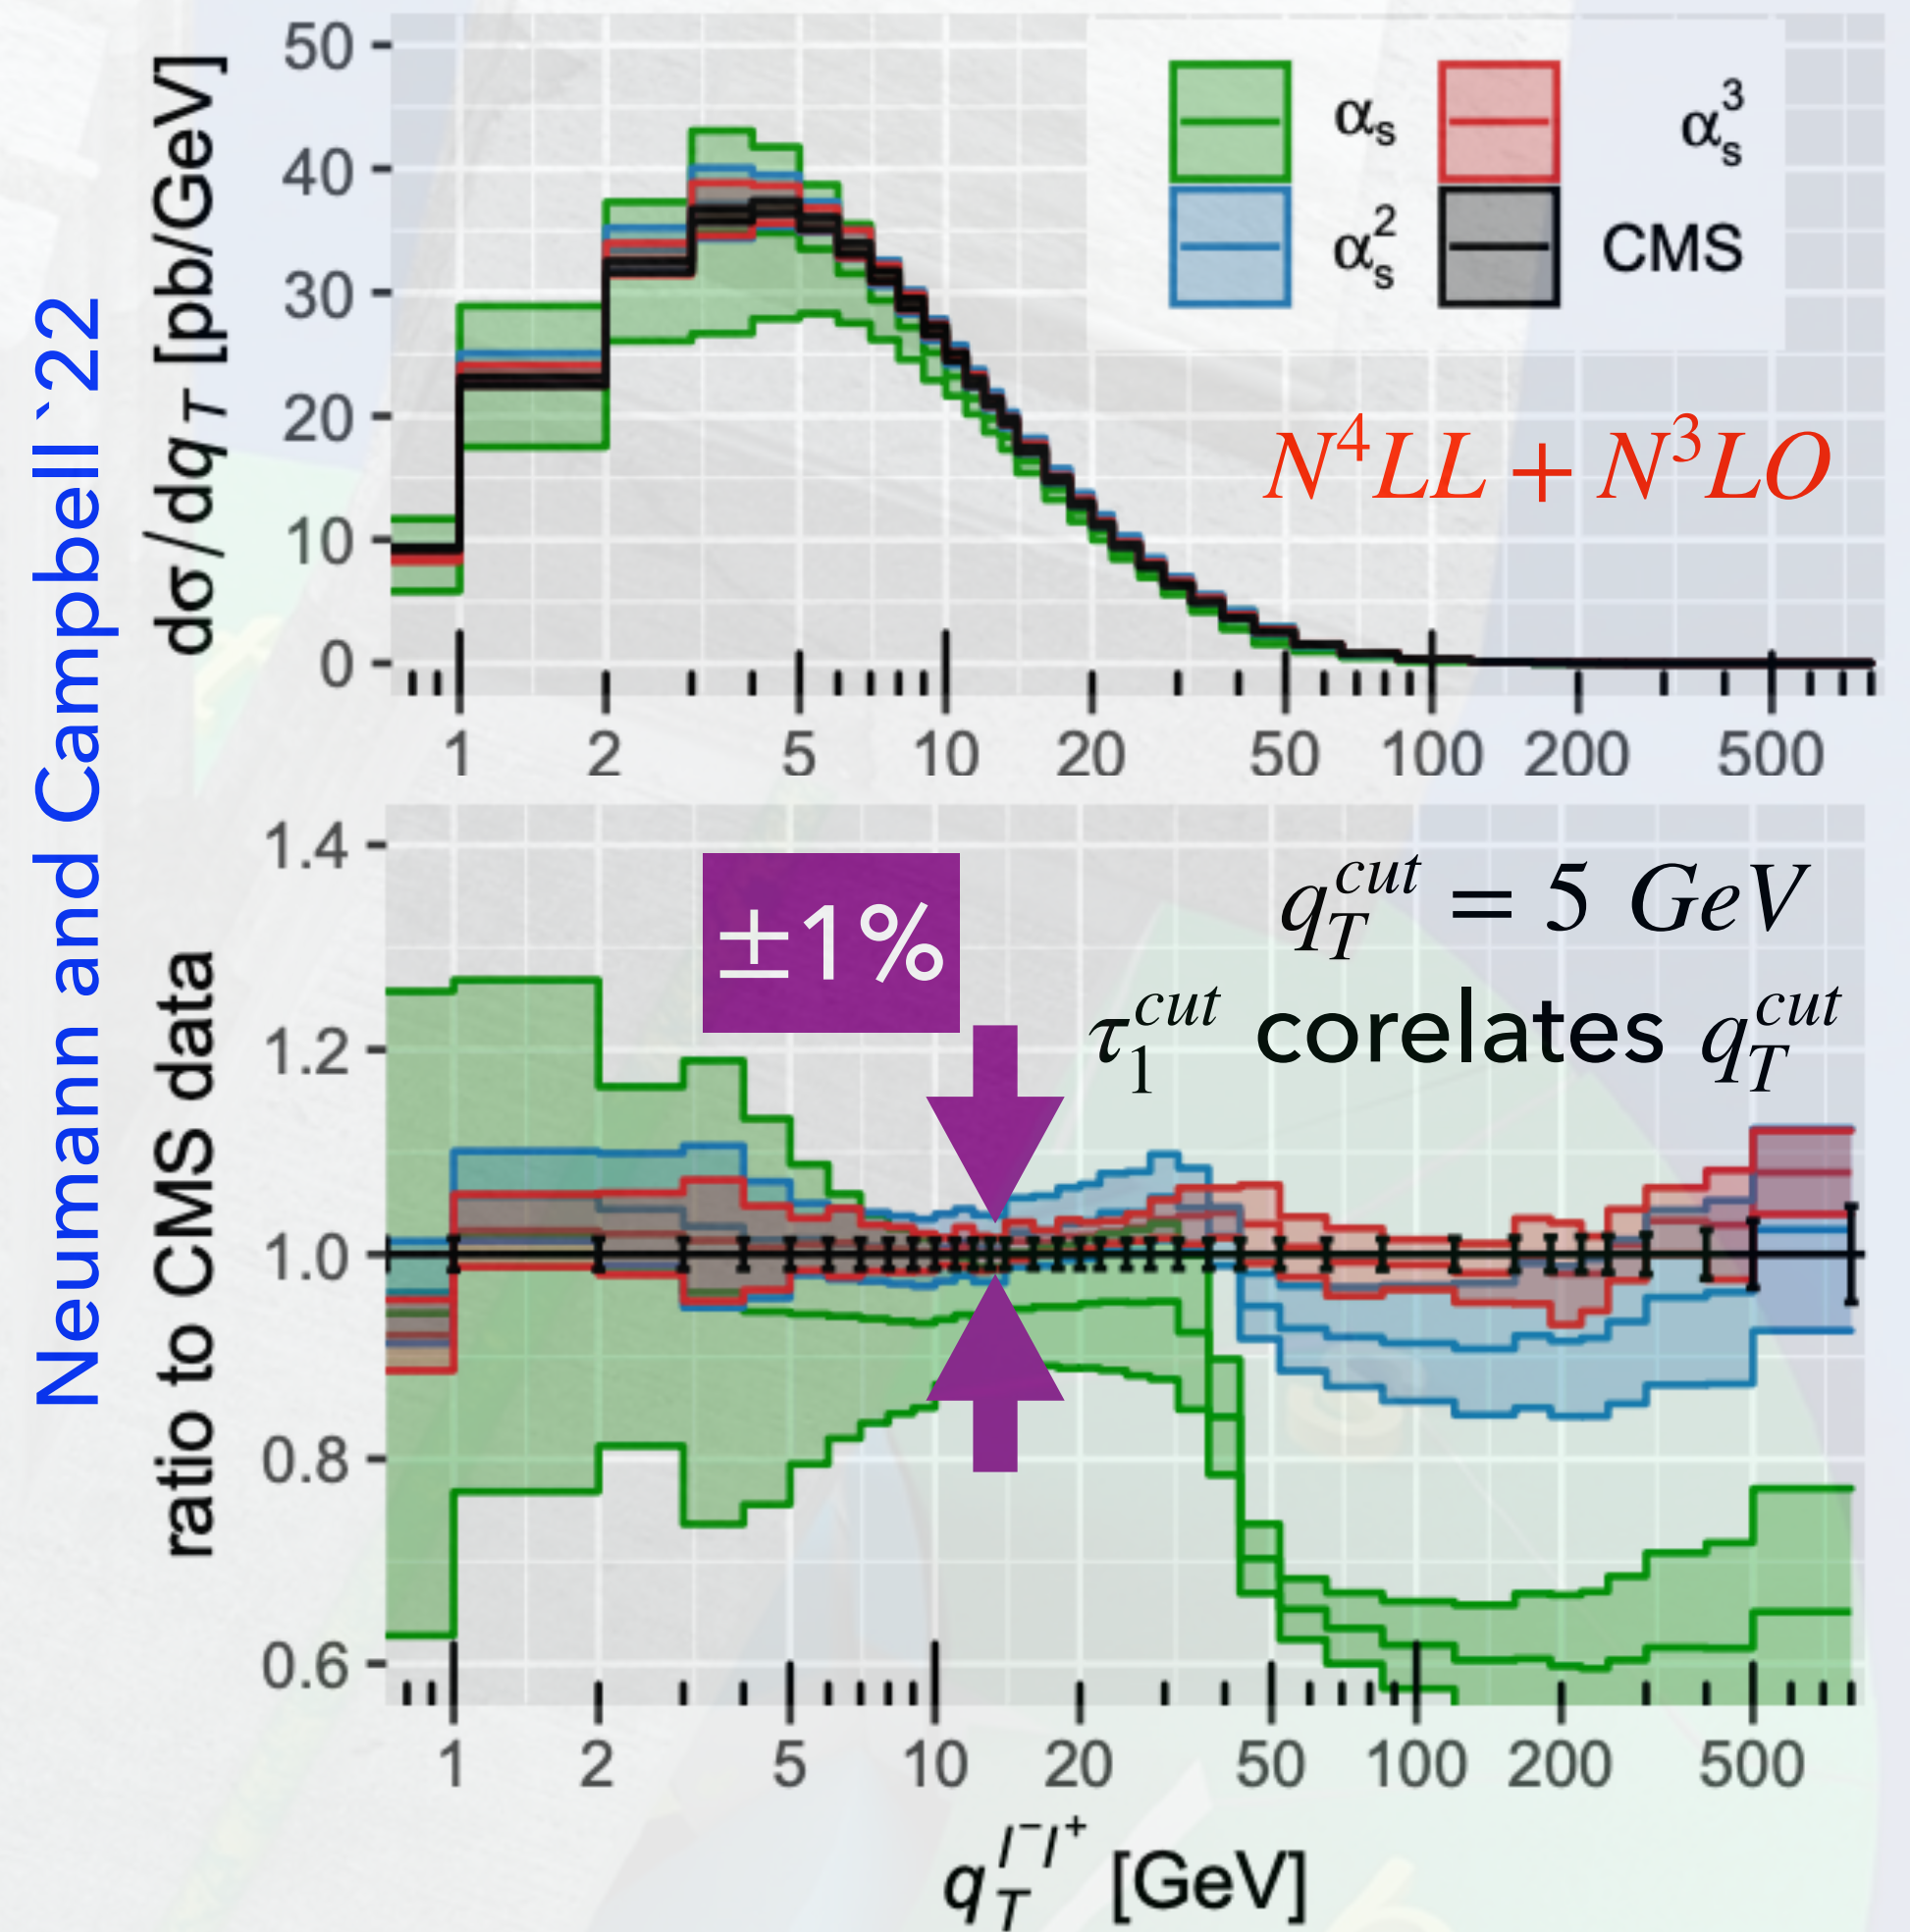 Neumann and Campbell `22
dσ/dq_T [pb/GeV]
50
40
30
20
10
0
α_s
α_s^3
α_s^2
CMS
N^4LL + N^3LO
1 2 5 10 20 50 100 200 500
ratio to CMS data
1.4
1.2
1.0
0.8
0.6
±1%
q_T^{cut} = 5 GeV
τ_1^{cut} corelates q_T^{cut}
1 2 5 10 20 50 100 200 500
q_T^{l^-l^+} [GeV]